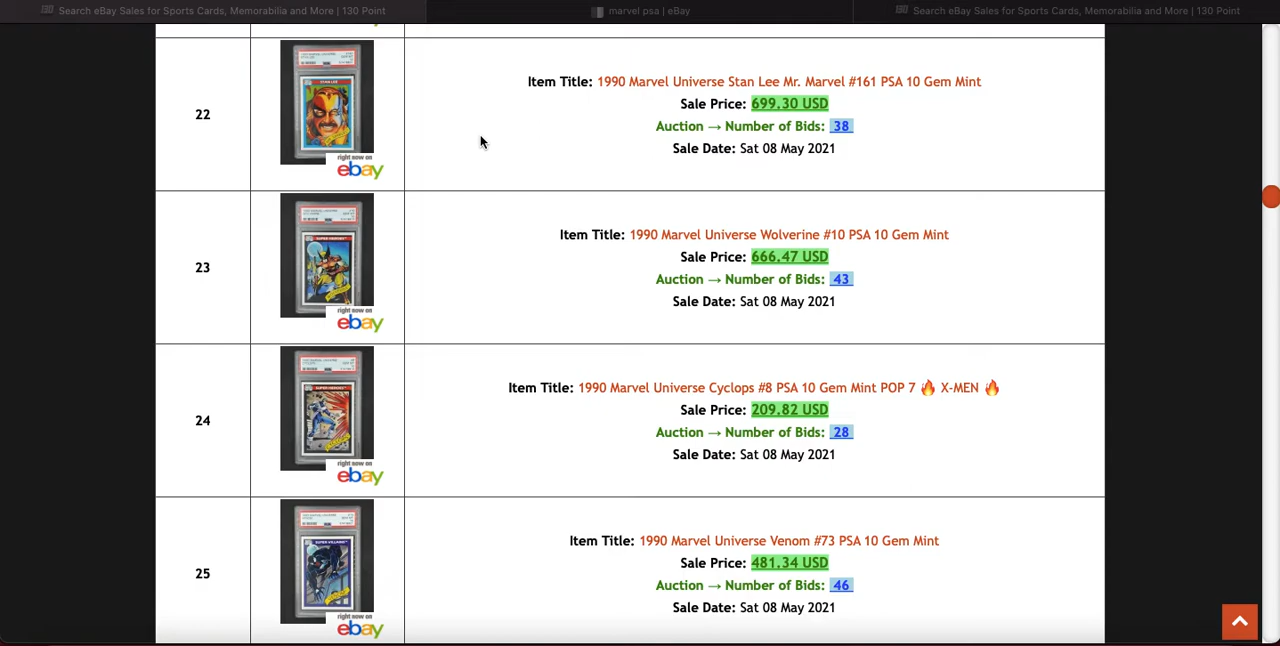 Search eBay Sales for Sports Cards, Memorabilia and More | 130 Point
marvel psa | eBay
Search eBay Sales for Sports Cards, Memorabilia and More | 130 Point
22
right now on
ebay
Item Title: 1990 Marvel Universe Stan Lee Mr. Marvel #161 PSA 10 Gem Mint
Sale Price: 699.30 USD
Auction → Number of Bids: 38
Sale Date: Sat 08 May 2021
23
right now on
ebay
Item Title: 1990 Marvel Universe Wolverine #10 PSA 10 Gem Mint
Sale Price: 666.47 USD
Auction → Number of Bids: 43
Sale Date: Sat 08 May 2021
24
right now on
ebay
Item Title: 1990 Marvel Universe Cyclops #8 PSA 10 Gem Mint POP 7 🔥 X-MEN 🔥
Sale Price: 209.82 USD
Auction → Number of Bids: 28
Sale Date: Sat 08 May 2021
25
right now on
ebay
Item Title: 1990 Marvel Universe Venom #73 PSA 10 Gem Mint
Sale Price: 481.34 USD
Auction → Number of Bids: 46
Sale Date: Sat 08 May 2021